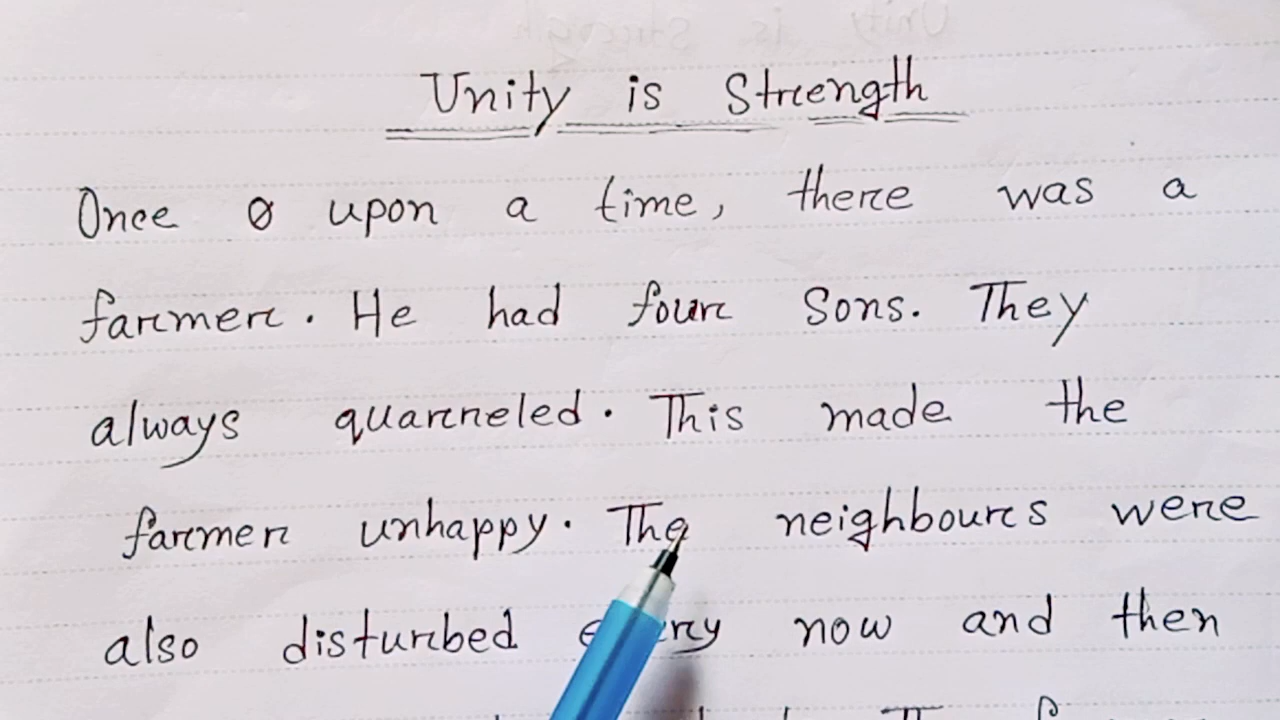 Unity is Strength
Once upon a time, there was a
farmer. He had four Sons. They
always quarreled. This made the
farmer unhappy. The neighbours were
also disturbed every now and then